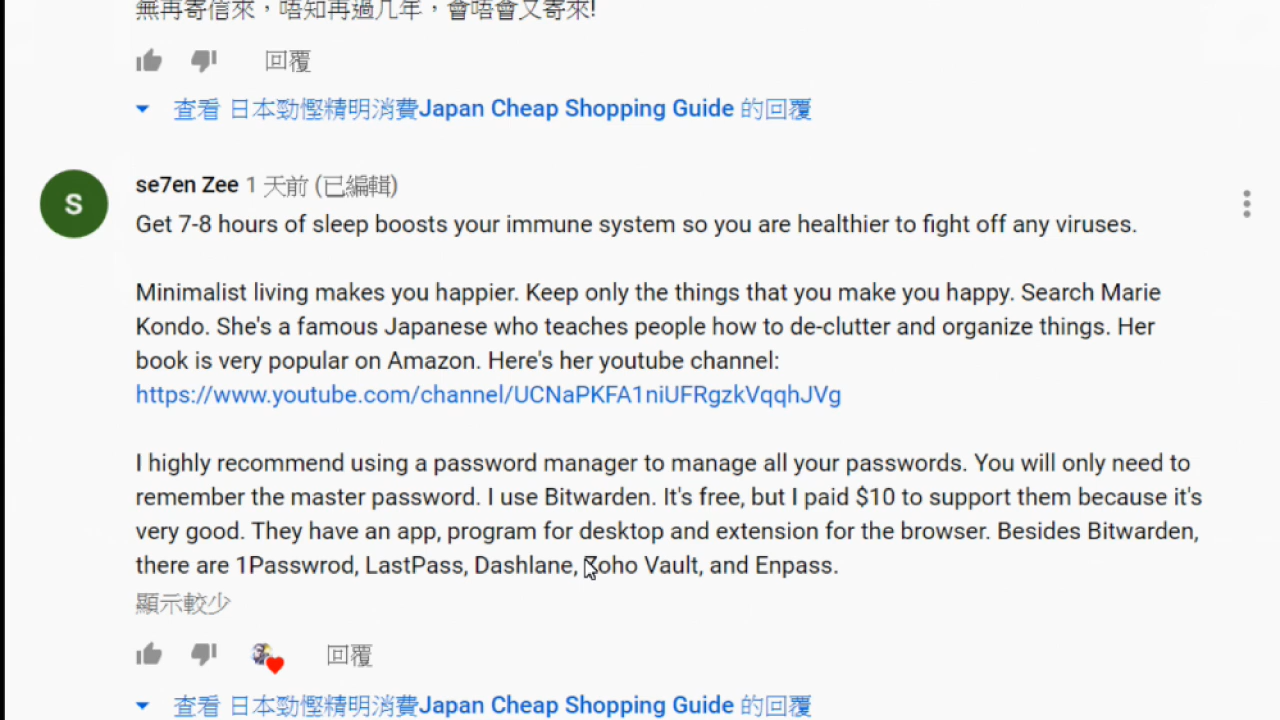 無再寄信來，唔知再過几年，會唔會又寄來!
回覆
查看 日本勁慳精明消費Japan Cheap Shopping Guide 的回覆
S
se7en Zee 1 天前 (已編輯)
Get 7-8 hours of sleep boosts your immune system so you are healthier to fight off any viruses.
Minimalist living makes you happier. Keep only the things that you make you happy. Search Marie
Kondo. She's a famous Japanese who teaches people how to de-clutter and organize things. Her
book is very popular on Amazon. Here's her youtube channel:
https://www.youtube.com/channel/UCNaPKFA1niUFRgzkVqqhJVg
I highly recommend using a password manager to manage all your passwords. You will only need to
remember the master password. I use Bitwarden. It's free, but I paid $10 to support them because it's
very good. They have an app, program for desktop and extension for the browser. Besides Bitwarden,
there are 1Passwrod, LastPass, Dashlane, Zoho Vault, and Enpass.
顯示較少
回覆
查看 日本勁慳精明消費Japan Cheap Shopping Guide 的回覆